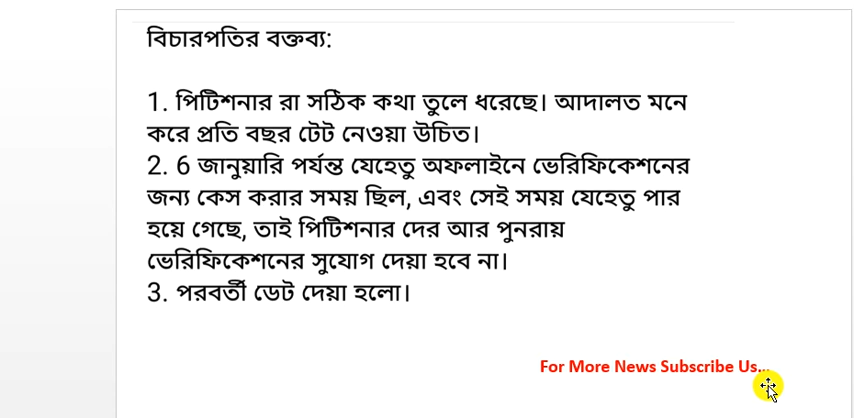 বিচারপতির বক্তব্য:
1. পিটিশনার রা সঠিক কথা তুলে ধরেছে। আদালত মনে
করে প্রতি বছর টেট নেওয়া উচিত।
2. 6 জানুয়ারি পর্যন্ত যেহেতু অফলাইনে ভেরিফিকেশনের
জন্য কেস করার সময় ছিল, এবং সেই সময় যেহেতু পার
হয়ে গেছে, তাই পিটিশনার দের আর পুনরায়
ভেরিফিকেশনের সুযোগ দেয়া হবে না।
3. পরবর্তী ডেট দেয়া হলো।
For More News Subscribe Us...